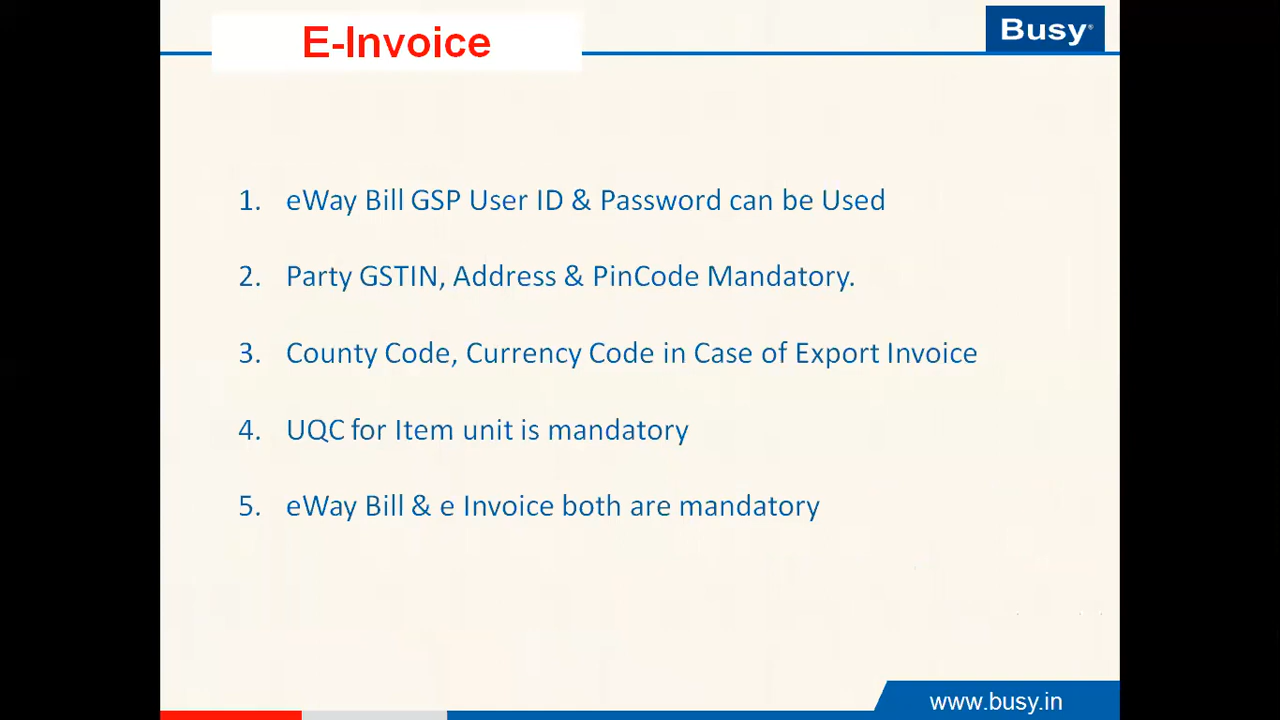 E-Invoice
Busy
1. eWay Bill GSP User ID & Password can be Used
2. Party GSTIN, Address & PinCode Mandatory.
3. County Code, Currency Code in Case of Export Invoice
4. UQC for Item unit is mandatory
5. eWay Bill & e Invoice both are mandatory
www.busy.in